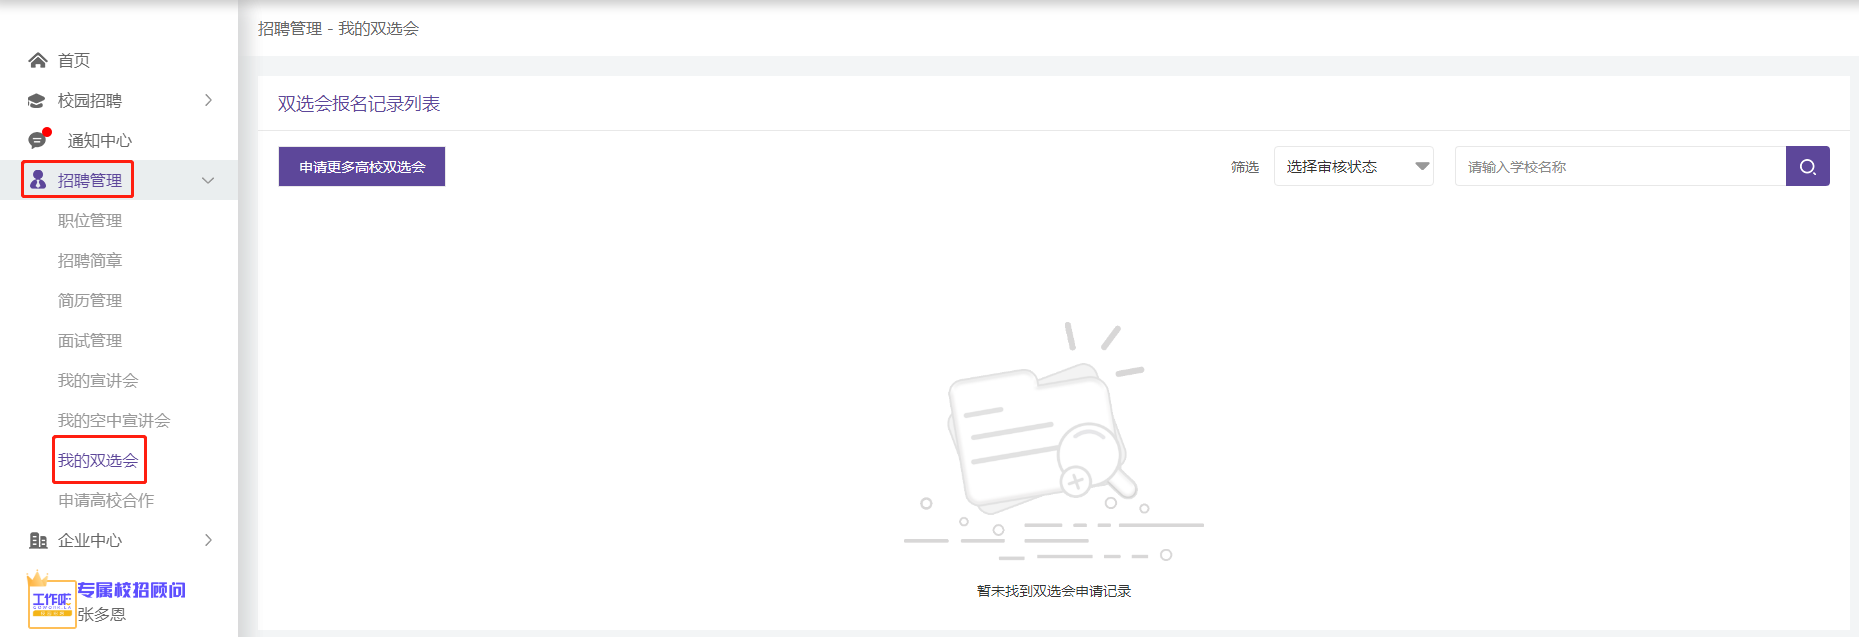 招聘管理 - 我的双选会
首页
校园招聘
通知中心
招聘管理
职位管理
招聘简章
简历管理
面试管理
我的宣讲会
我的空中宣讲会
我的双选会
申请高校合作
企业中心
专属校招顾问
工作啦
张多恩
双选会报名记录列表
申请更多高校双选会
筛选
选择审核状态
请输入学校名称
暂未找到双选会申请记录